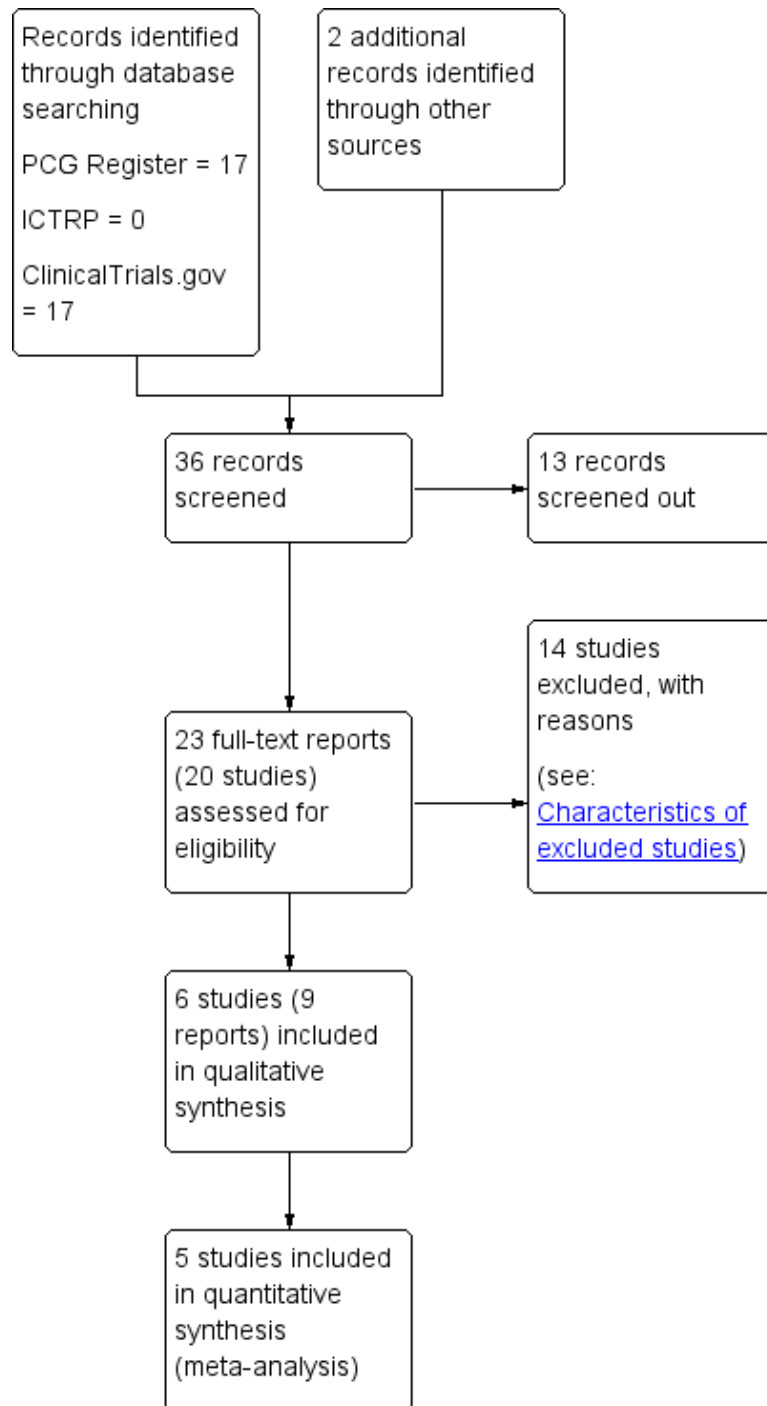 Records identified
through database
searching
PCG Register = 17
ICTRP = 0
ClinicalTrials.gov
= 17
2 additional
records identified
through other
sources
36 records
screened
13 records
screened out
23 full-text reports
(20 studies)
assessed for
eligibility
14 studies
excluded, with
reasons
(see:
Characteristics of
excluded studies)
6 studies (9
reports) included
in qualitative
synthesis
5 studies included
in quantitative
synthesis
(meta-analysis)